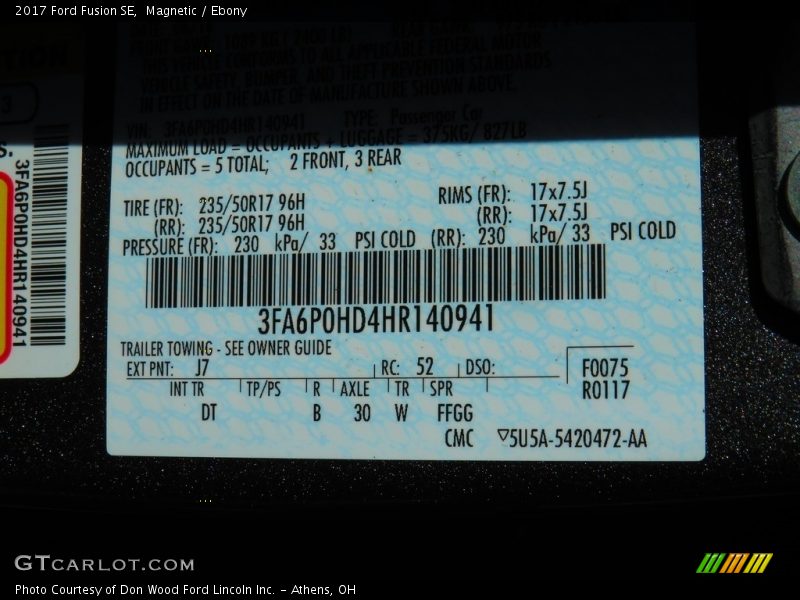 2017 Ford Fusion SE, Magnetic / Ebony
FRONT GAWR: 1089 KG ( 2400 LB)
THIS VEHICLE CONFORMS TO ALL APPLICABLE FEDERAL MOTOR
VEHICLE SAFETY, BUMPER, AND THEFT PREVENTION STANDARDS
IN EFFECT ON THE DATE OF MANUFACTURE SHOWN ABOVE.
VIN: 3FA6P0HD4HR140941 TYPE: Passenger Car
MAXIMUM LOAD = OCCUPANTS + LUGGAGE = 375KG/ 827LB
OCCUPANTS = 5 TOTAL; 2 FRONT, 3 REAR
TIRE (FR): 235/50R17 96H RIMS (FR): 17x7.5J
(RR): 235/50R17 96H (RR): 17x7.5J
PRESSURE (FR): 230 kPa/ 33 PSI COLD (RR): 230 kPa/ 33 PSI COLD
3FA6P0HD4HR140941
TRAILER TOWING - SEE OWNER GUIDE
EXT PNT: J7 RC: 52 DSO: F0075
INT TR TP/PS R AXLE TR SPR R0117
DT B 30 W FFGG
CMC ▽5U5A-5420472-AA
3FA6P0HD4HR140941
GTCARLOT.COM
Photo Courtesy of Don Wood Ford Lincoln Inc. - Athens, OH